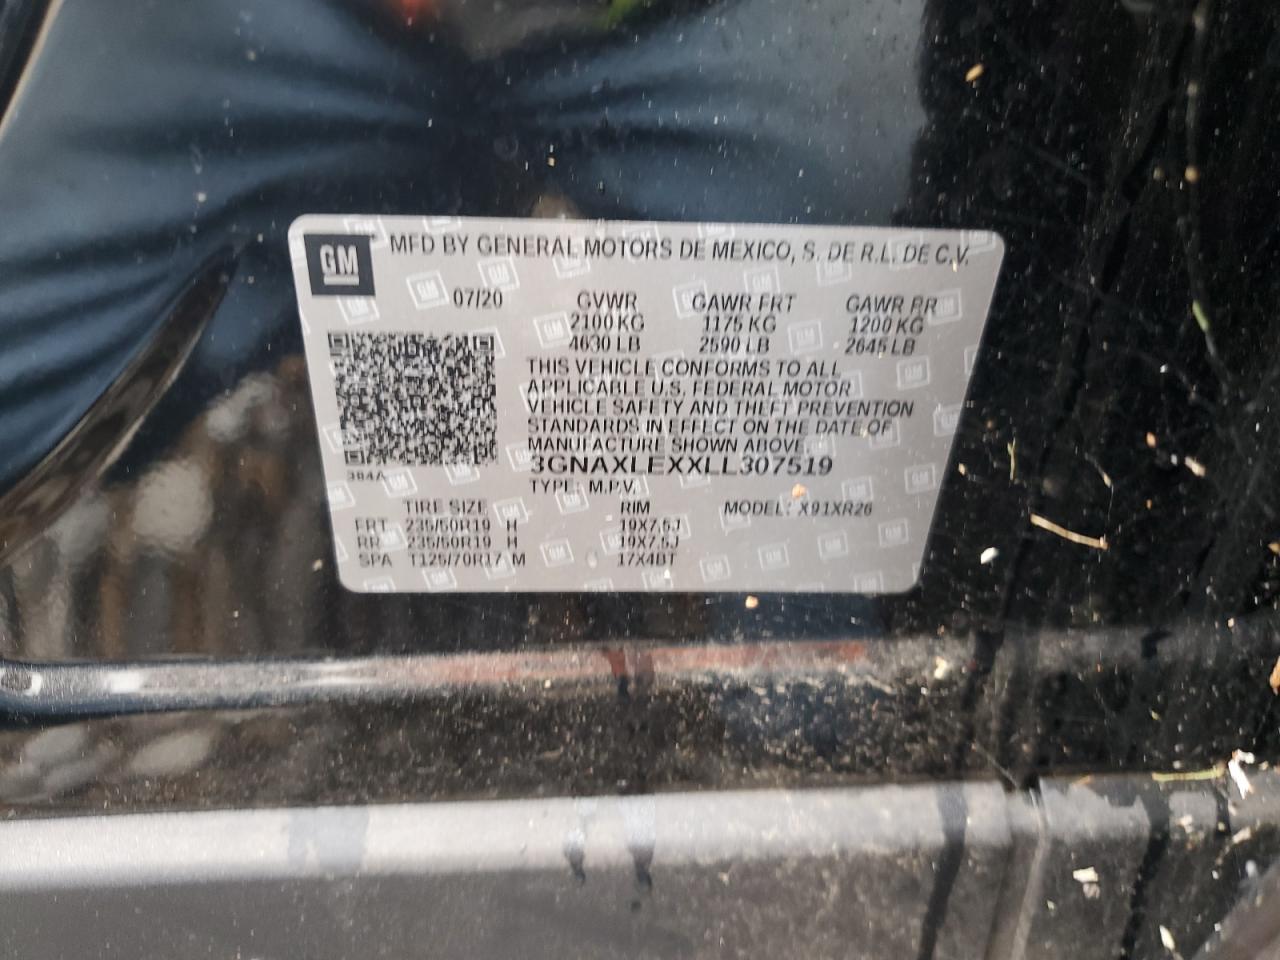 GM
MFD BY GENERAL MOTORS DE MEXICO, S. DE R.L. DE C.V.
07/20 GVWR GAWR FRT GAWR RR
2100 KG 1175 KG 1200 KG
4630 LB 2590 LB 2645 LB
THIS VEHICLE CONFORMS TO ALL
APPLICABLE U.S. FEDERAL MOTOR
VEHICLE SAFETY AND THEFT PREVENTION
STANDARDS IN EFFECT ON THE DATE OF
MANUFACTURE SHOWN ABOVE
3GNAXLEXXLL307519
384A
TYPE: M.P.V.
TIRE SIZE RIM MODEL: X91XR26
FRT 235/50R19 H 19X7.5J
RR 235/50R19 H 19X7.5J
SPA T125/70R17 M 17X4BT